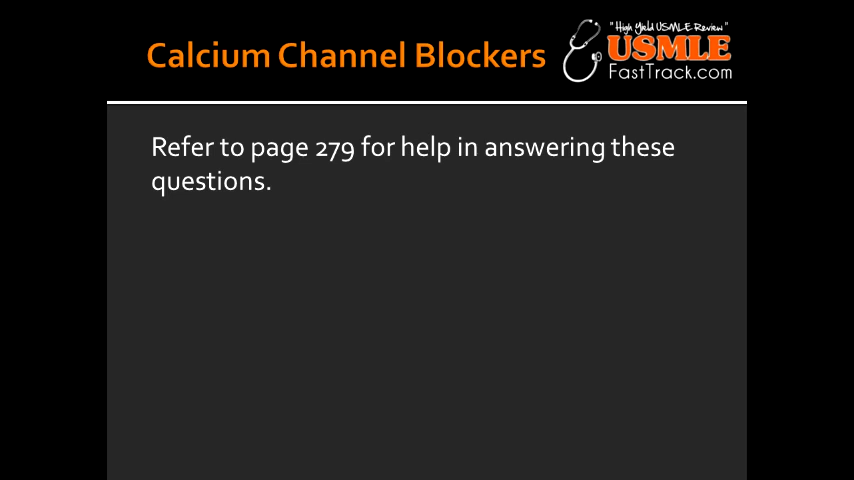 Calcium Channel Blockers
"High Yield USMLE Review"
USMLE
FastTrack.com
Refer to page 279 for help in answering these
questions.